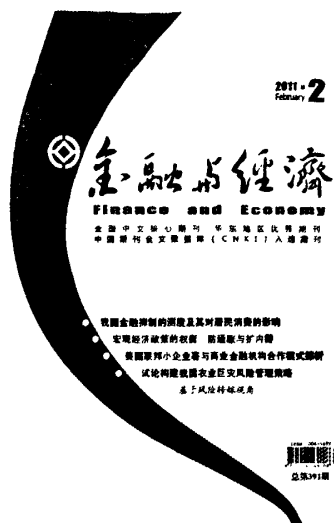 2011·2
February
金融与经濟
Finance and Economy
金融中文核心期刊 华东地区优秀期刊
中国期刊全文数据库(CNKI)入选期刊
我国金融抑制的测度及其对居民消费的影响
宏观经济政策的权衡 防通胀与扩内需
美国联邦小企业署与商业金融机构合作模式解析
试论构建我国农业巨灾风险管理策略
基于风险转嫁视角
总第391期